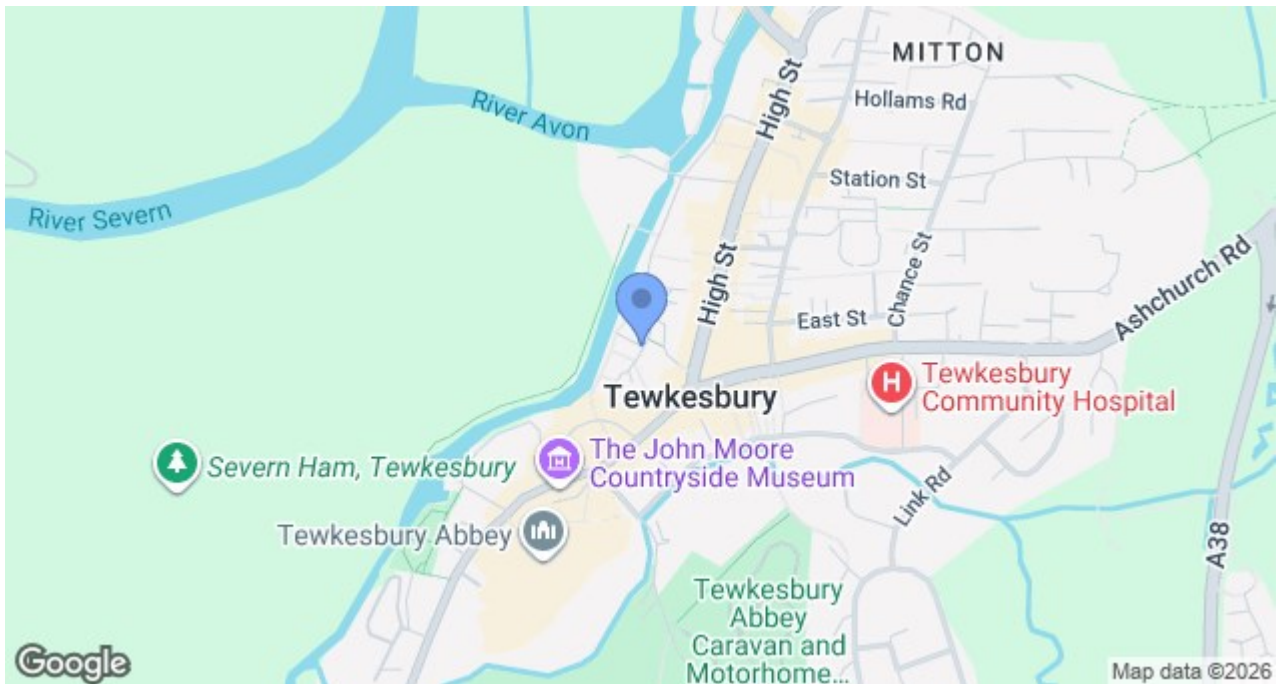 MITTON
High St
Hollams Rd
River Avon
Station St
River Severn
Chance St
Ashchurch Rd
High St
East St
Tewkesbury
H
Tewkesbury
Community Hospital
The John Moore
Countryside Museum
Severn Ham, Tewkesbury
Link Rd
Tewkesbury Abbey
A38
Tewkesbury
Abbey
Caravan and
Motorhome...
Google
Map data ©2026